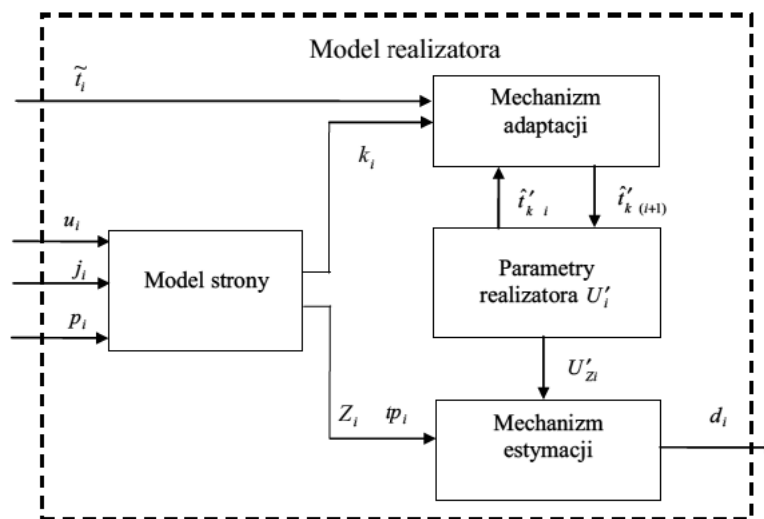 Model realizatora
t̃ᵢ
Mechanizm
adaptacji
kᵢ
t̂′ₖ ᵢ
t̂′ₖ ₍ᵢ₊₁₎
uᵢ
jᵢ
pᵢ
Model strony
Parametry
realizatora U′ᵢ
U′Zi
Zᵢ tpᵢ
Mechanizm
estymacji
dᵢ